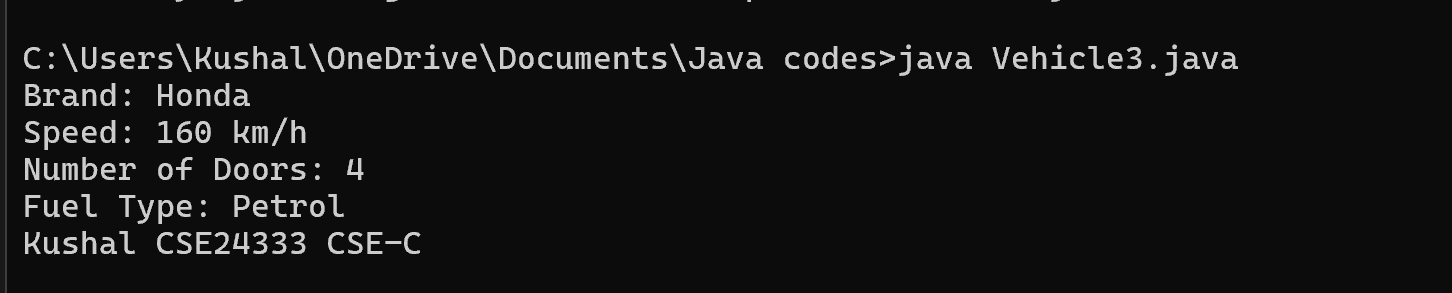 C:\Users\Kushal\OneDrive\Documents\Java codes>java Vehicle3.java
Brand: Honda
Speed: 160 km/h
Number of Doors: 4
Fuel Type: Petrol
Kushal CSE24333 CSE-C